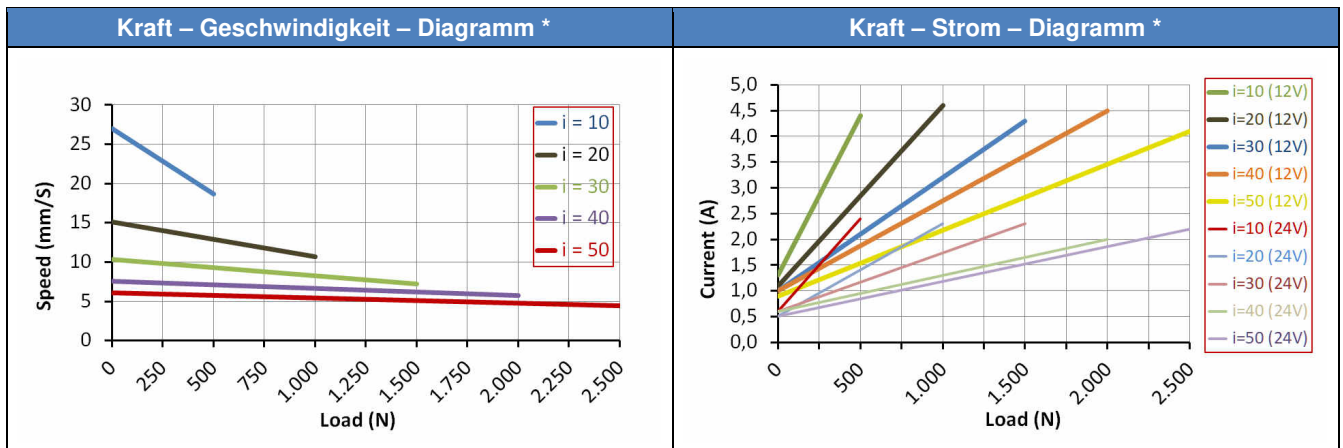 Kraft – Geschwindigkeit – Diagramm *
Kraft – Strom – Diagramm *
30
25
20
15
10
5
0
Speed (mm/S)
0
250
500
750
1.000
1.250
1.500
1.750
2.000
2.250
2.500
Load (N)
i = 10
i = 20
i = 30
i = 40
i = 50
5,0
4,5
4,0
3,5
3,0
2,5
2,0
1,5
1,0
0,5
0,0
Current (A)
0
500
1.000
1.500
2.000
2.500
Load (N)
i=10 (12V)
i=20 (12V)
i=30 (12V)
i=40 (12V)
i=50 (12V)
i=10 (24V)
i=20 (24V)
i=30 (24V)
i=40 (24V)
i=50 (24V)